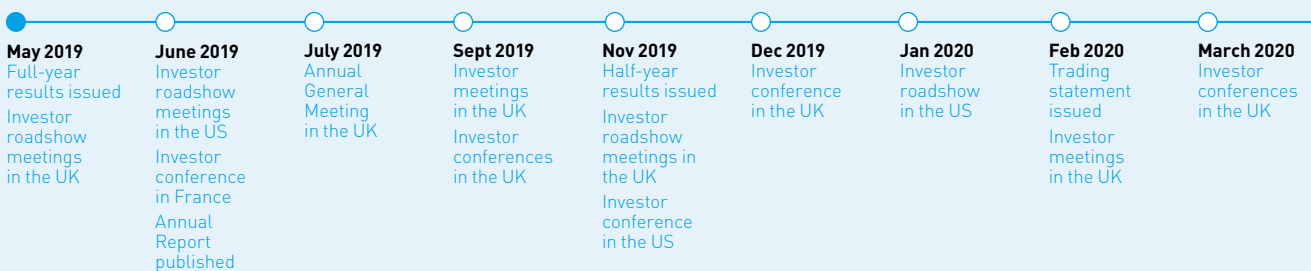 May 2019
Full-year
results issued
Investor
roadshow
meetings
in the UK
June 2019
Investor
roadshow
meetings
in the US
Investor
conference
in France
Annual
Report
published
July 2019
Annual
General
Meeting
in the UK
Sept 2019
Investor
meetings
in the UK
Investor
conferences
in the UK
Nov 2019
Half-year
results issued
Investor
roadshow
meetings in
the UK
Investor
conference
in the US
Dec 2019
Investor
conference
in the UK
Jan 2020
Investor
roadshow
in the US
Feb 2020
Trading
statement
issued
Investor
meetings
in the UK
March 2020
Investor
conferences
in the UK